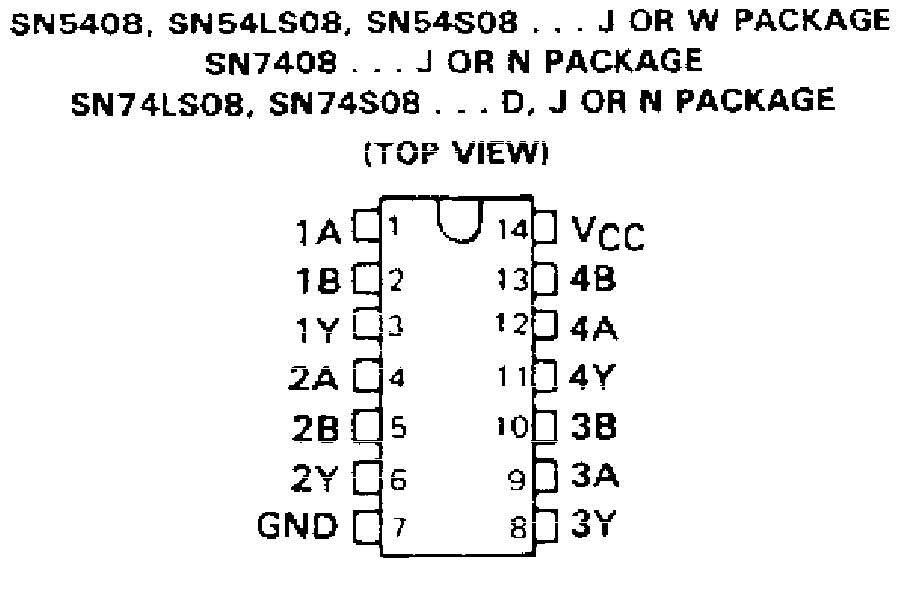 SN5408, SN54LS08, SN54S08 . . . J OR W PACKAGE
SN7408 . . . J OR N PACKAGE
SN74LS08, SN74S08 . . . D, J OR N PACKAGE
(TOP VIEW)
1A 1 14 VCC
1B 2 13 4B
1Y 3 12 4A
2A 4 11 4Y
2B 5 10 3B
2Y 6 9 3A
GND 7 8 3Y